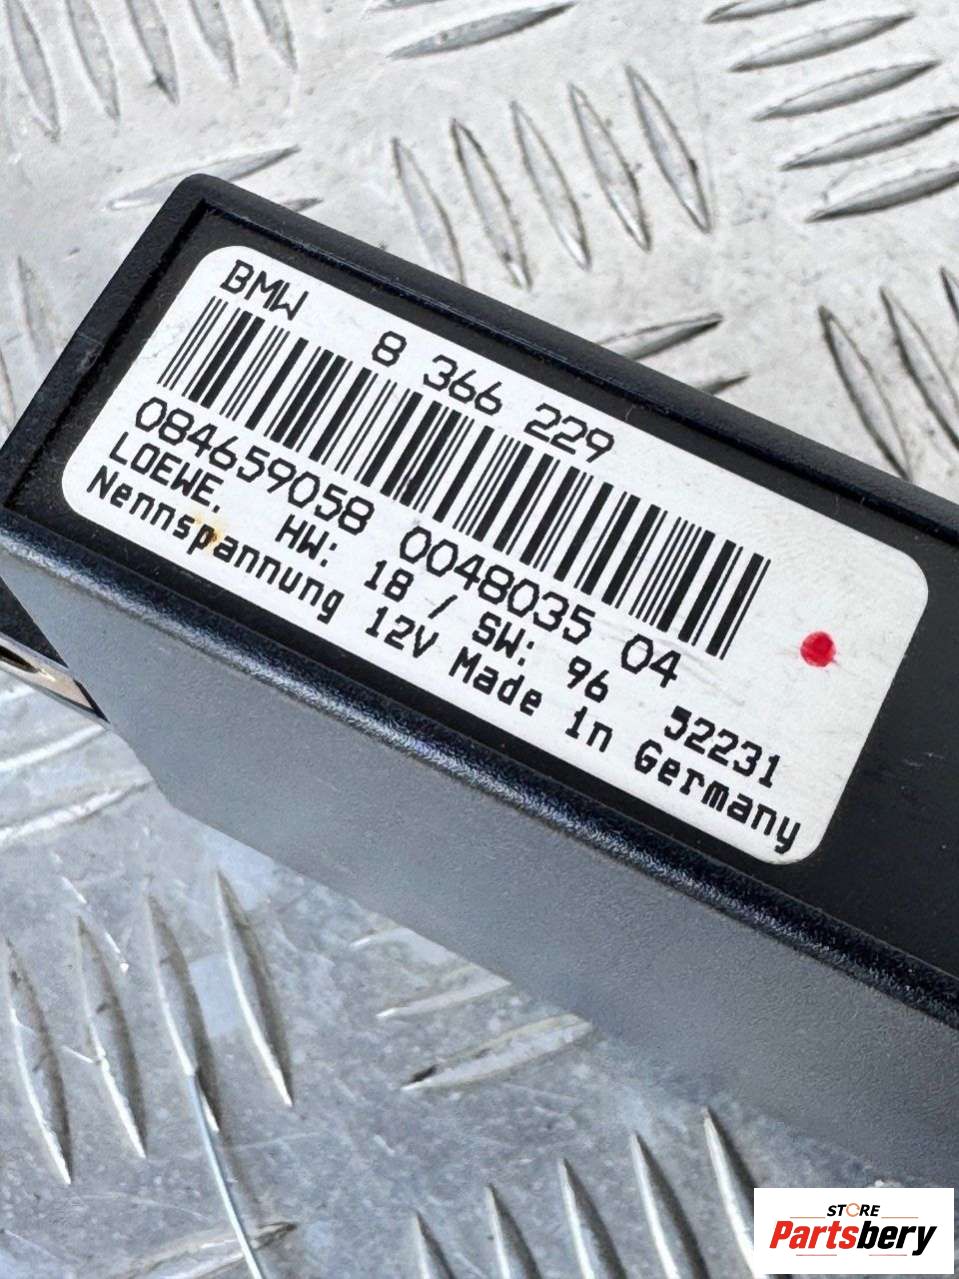 BMW 8 366 229
084659058 0048035 04
LOEWE. HW: 18 / SW: 96 52231
Nennspannung 12V Made in Germany
STORE
Partsbery